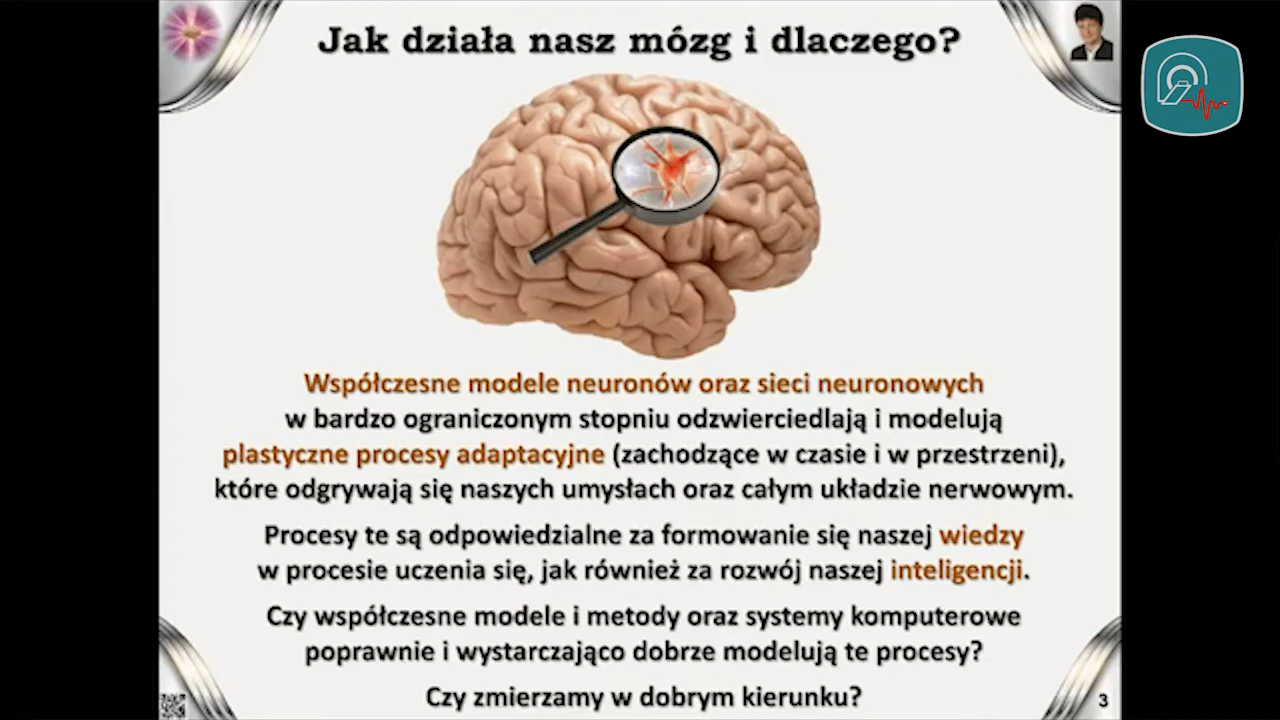 Jak działa nasz mózg i dlaczego?
Współczesne modele neuronów oraz sieci neuronowych
w bardzo ograniczonym stopniu odzwierciedlają i modelują
plastyczne procesy adaptacyjne (zachodzące w czasie i w przestrzeni),
które odgrywają się naszych umysłach oraz całym układzie nerwowym.
Procesy te są odpowiedzialne za formowanie się naszej wiedzy
w procesie uczenia się, jak również za rozwój naszej inteligencji.
Czy współczesne modele i metody oraz systemy komputerowe
poprawnie i wystarczająco dobrze modelują te procesy?
Czy zmierzamy w dobrym kierunku?
3